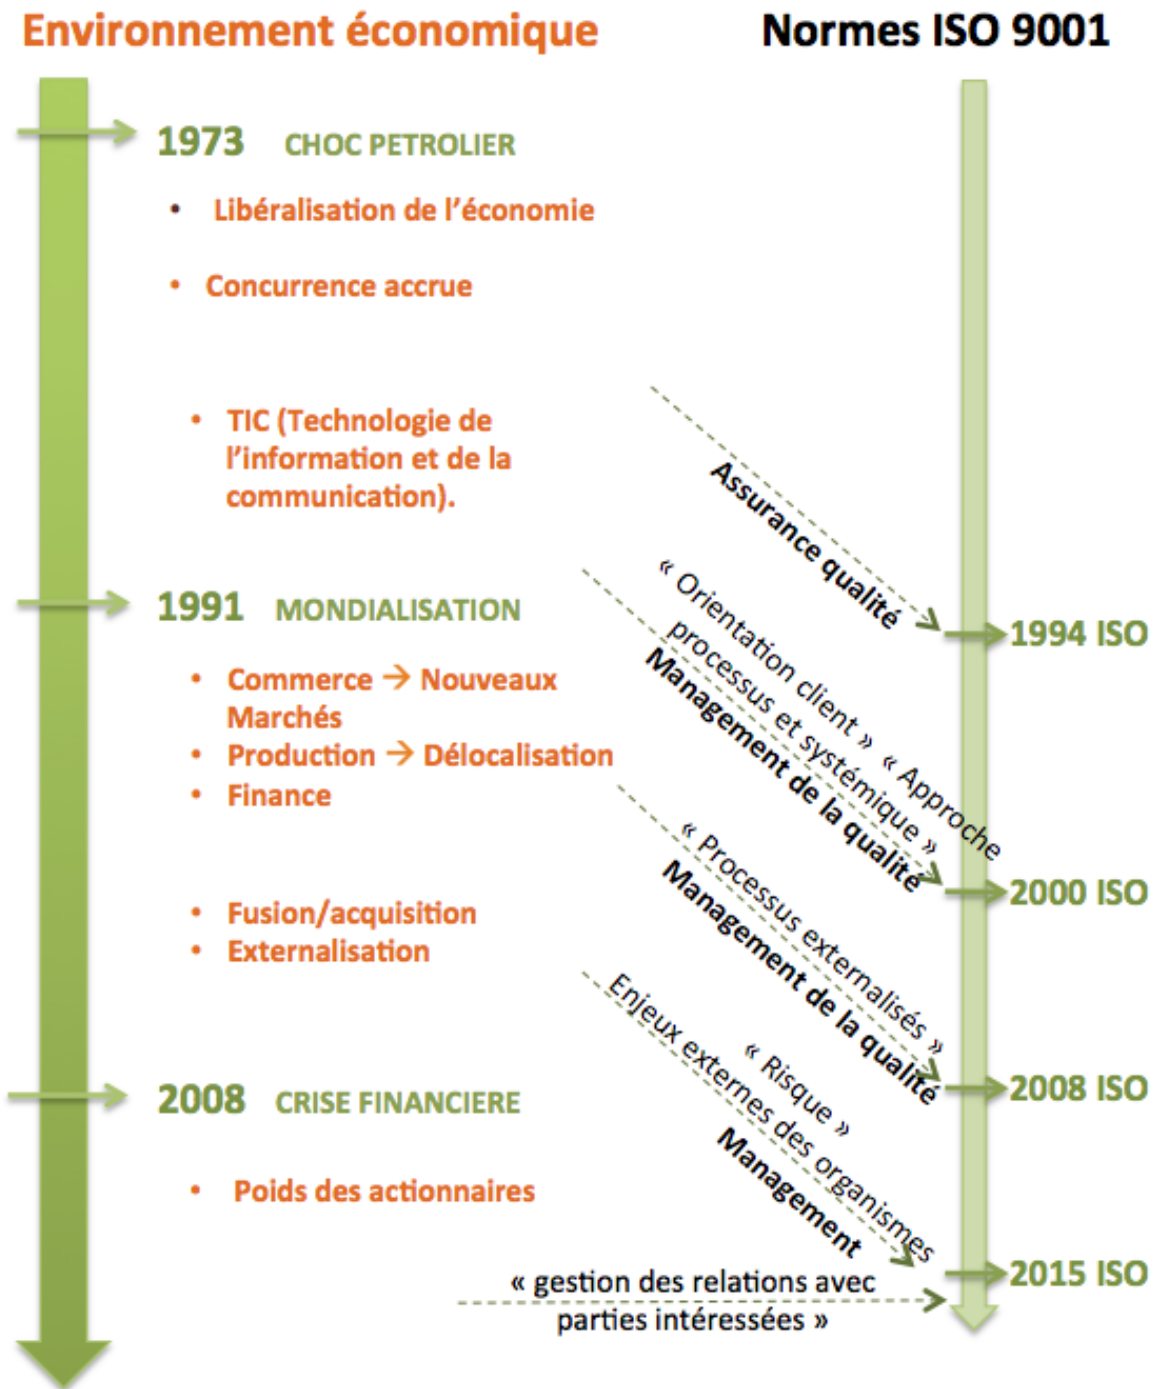 Environnement économique
Normes ISO 9001
1973 CHOC PETROLIER
• Libéralisation de l'économie
• Concurrence accrue
• TIC (Technologie de
l'information et de la
communication).
Assurance qualité
1994 ISO
1991 MONDIALISATION
• Commerce → Nouveaux
Marchés
• Production → Délocalisation
• Finance
« Orientation client » « Approche
processus et systémique »
Management de la qualité
2000 ISO
• Fusion/acquisition
• Externalisation
« Processus externalisés »
Management de la qualité
2008 ISO
2008 CRISE FINANCIERE
• Poids des actionnaires
« Risque »
Enjeux externes des organismes
Management
2015 ISO
« gestion des relations avec
parties intéressées »